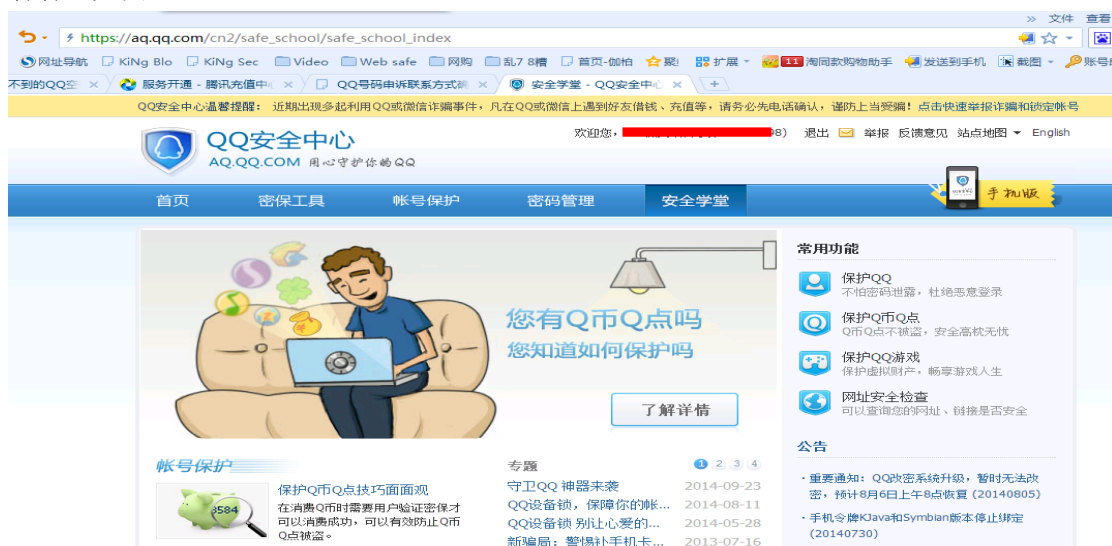 文件 查看
https://aq.qq.com/cn2/safe_school/safe_school_index
网址导航 KiNg Blo KiNg Sec Video Web safe 网购 乱7 8糟 首页-伽怕 聚! 扩展 11 淘同款购物助手 发送到手机 截图 账号
不到的QQ空 服务开通 - 腾讯充值中 QQ号码申诉联系方式 安全学堂 - QQ安全中
QQ安全中心温馨提醒: 近期出现多起利用QQ或微信诈骗事件,凡在QQ或微信上遇到好友借钱、充值等,请务必先电话确认,谨防上当受骗! 点击快速举报诈骗和锁定帐号
欢迎您, 98) 退出 举报 反馈意见 站点地图 English
QQ安全中心
AQ.QQ.COM 用心守护你的QQ
首页 密保工具 帐号保护 密码管理 安全学堂 手机版
您有Q币Q点吗
您知道如何保护吗
了解详情
常用功能
保护QQ
不怕密码泄露,杜绝恶意登录
保护Q币Q点
Q币Q点不被盗,安全高枕无忧
保护QQ游戏
保护虚拟财产,畅享游戏人生
网址安全检查
可以查询您的网址、链接是否安全
公告
·重要通知:QQ改密系统升级,暂时无法改
密,预计8月6日上午8点恢复 (20140805)
·手机令牌KJava和Symbian版本停止绑定
(20140730)
帐号保护
3584
保护Q币Q点技巧面面观
在消费Q币时需要用户验证密保才
可以消费成功,可以有效防止Q币
Q点被盗。
专题 1 2 3 4
守卫QQ 神器来袭 2014-09-23
QQ设备锁,保障你的帐... 2014-08-11
QQ设备锁 别让心爱的... 2014-05-28
新骗局:警惕补手机卡... 2013-07-16